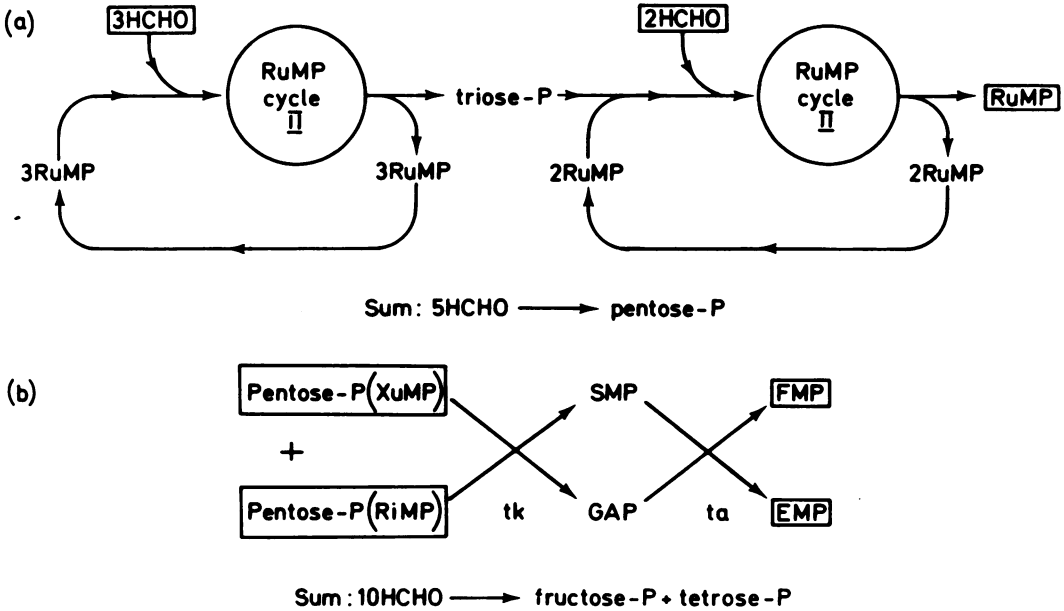 (a)
3HCHO
RuMP
cycle
II
triose-P
3RuMP
3RuMP
2HCHO
RuMP
cycle
II
RuMP
2RuMP
2RuMP
Sum: 5HCHO → pentose-P
(b)
Pentose-P(XuMP)
+
Pentose-P(RiMP)
tk
SMP
GAP
ta
FMP
EMP
Sum: 10HCHO → fructose-P + tetrose-P